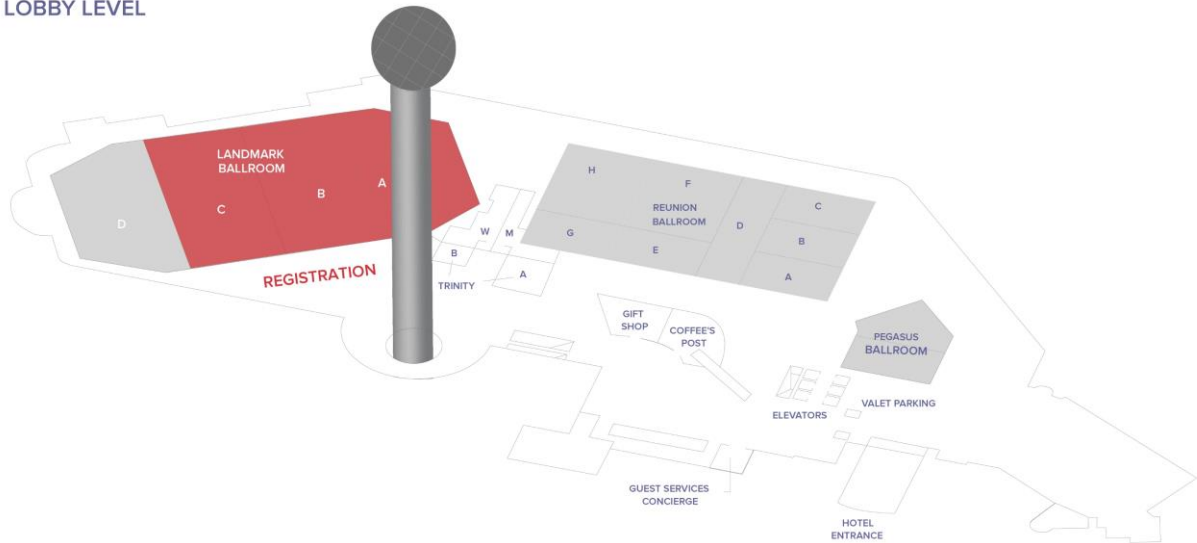 LOBBY LEVEL
LANDMARK
BALLROOM
A
B
C
D
REGISTRATION
W
M
B
A
TRINITY
H
F
REUNION
BALLROOM
D
C
G
E
B
A
GIFT
SHOP
COFFEE'S
POST
PEGASUS
BALLROOM
ELEVATORS
VALET PARKING
GUEST SERVICES
CONCIERGE
HOTEL
ENTRANCE